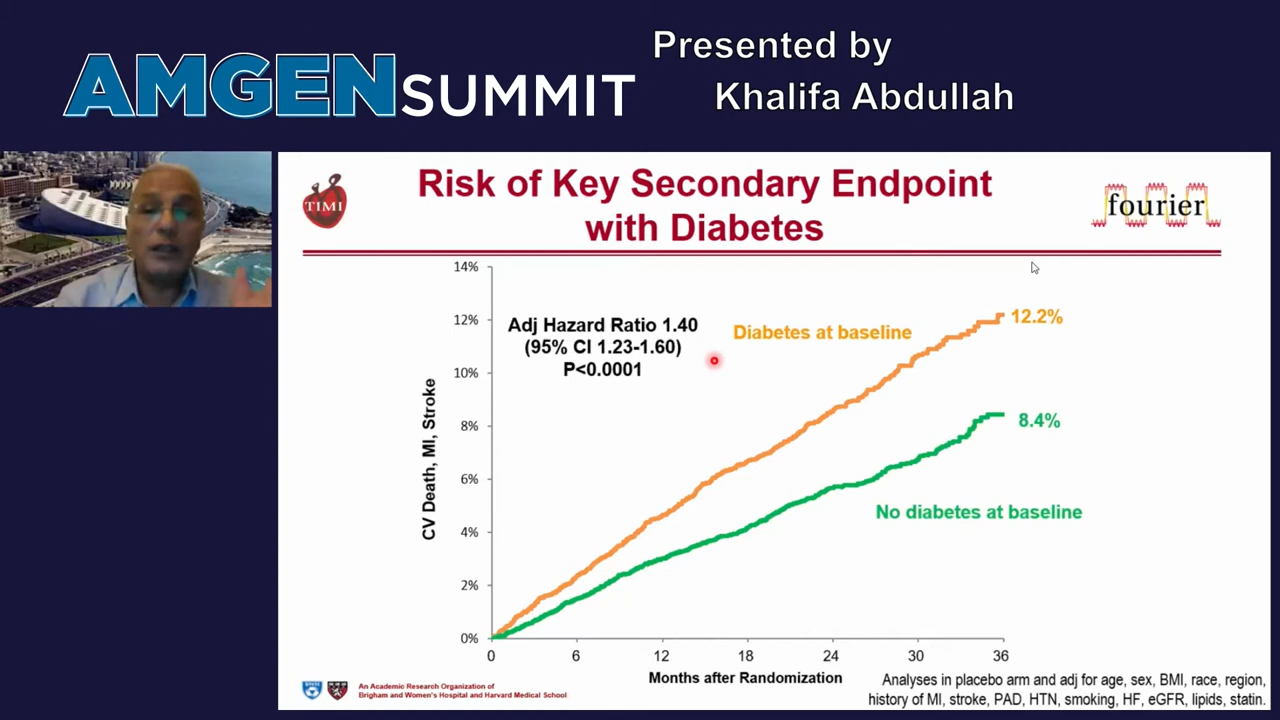 AMGEN SUMMIT
Presented by
Khalifa Abdullah
TIMI
Risk of Key Secondary Endpoint
with Diabetes
fourier
14%
12%
10%
8%
6%
4%
2%
0%
CV Death, MI, Stroke
Adj Hazard Ratio 1.40
(95% CI 1.23-1.60)
P<0.0001
Diabetes at baseline
12.2%
8.4%
No diabetes at baseline
0 6 12 18 24 30 36
Months after Randomization
An Academic Research Organization of
Brigham and Women's Hospital and Harvard Medical School
Analyses in placebo arm and adj for age, sex, BMI, race, region,
history of MI, stroke, PAD, HTN, smoking, HF, eGFR, lipids, statin.